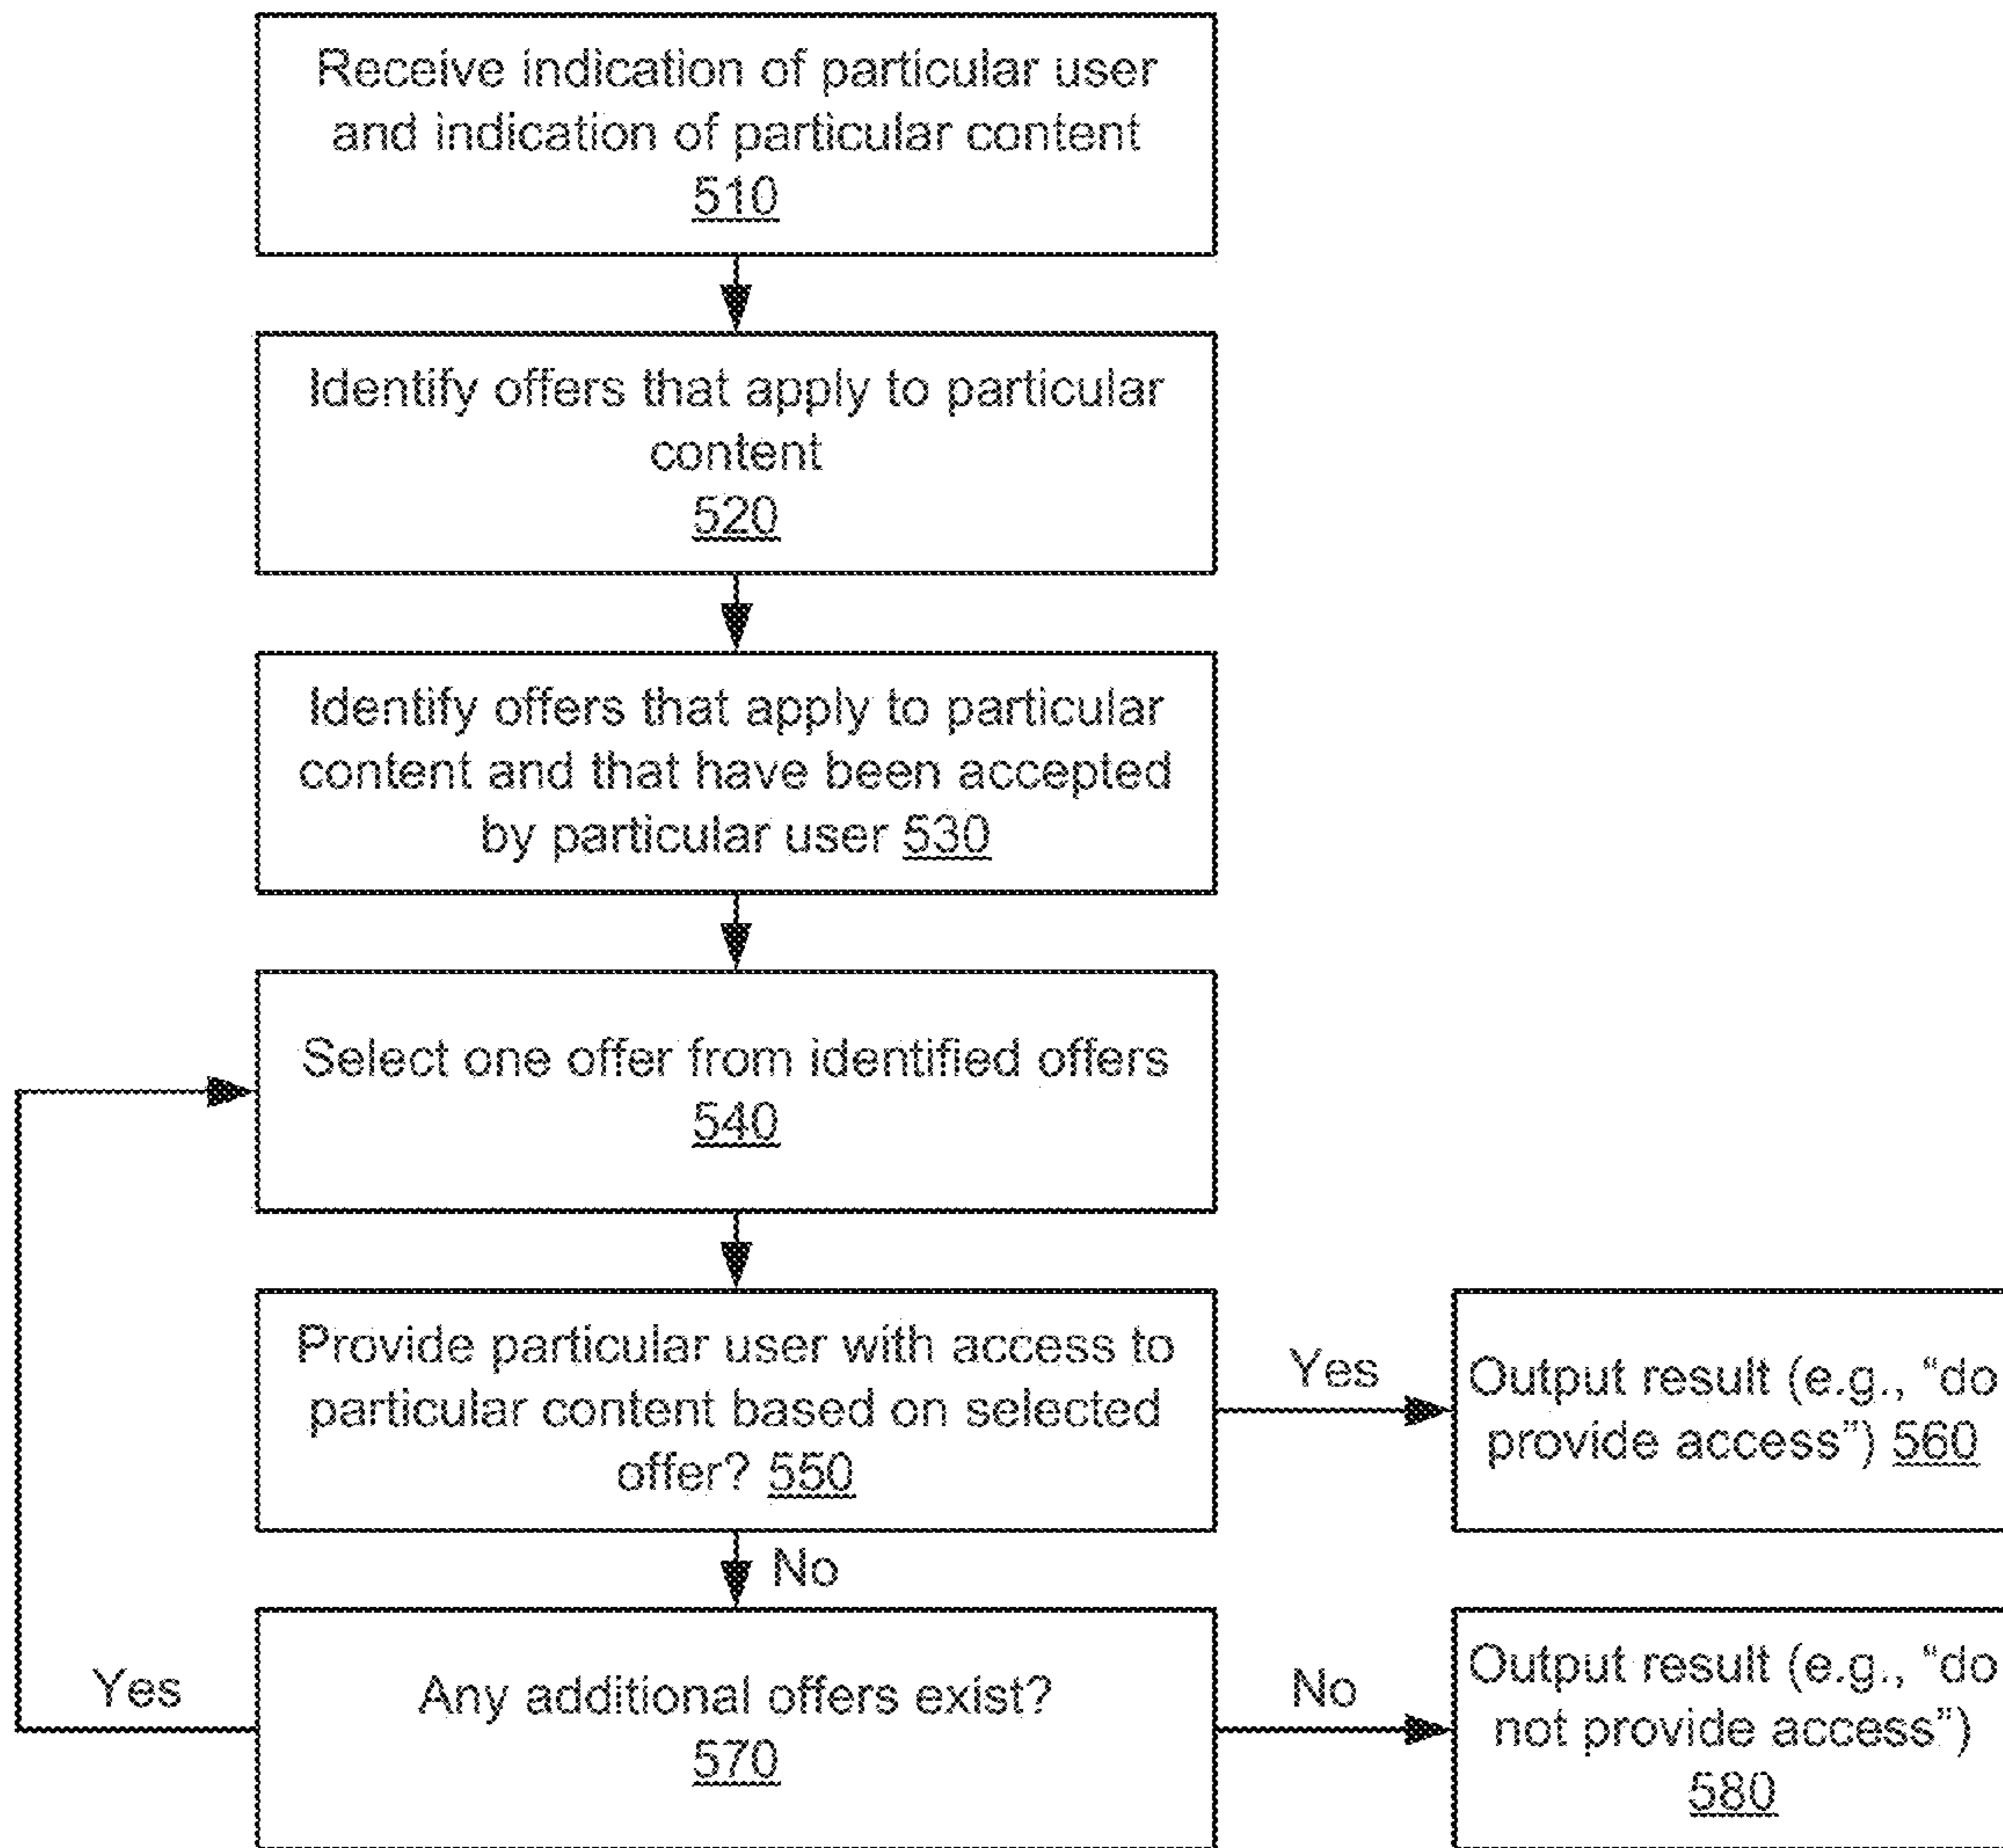 Receive indication of particular user
and indication of particular content
510
Identify offers that apply to particular
content
520
Identify offers that apply to particular
content and that have been accepted
by particular user 530
Select one offer from identified offers
540
Provide particular user with access to
particular content based on selected
offer? 550
Yes
Output result (e.g., “do
provide access”) 560
No
Any additional offers exist?
570
Yes
No
Output result (e.g., “do
not provide access”)
580